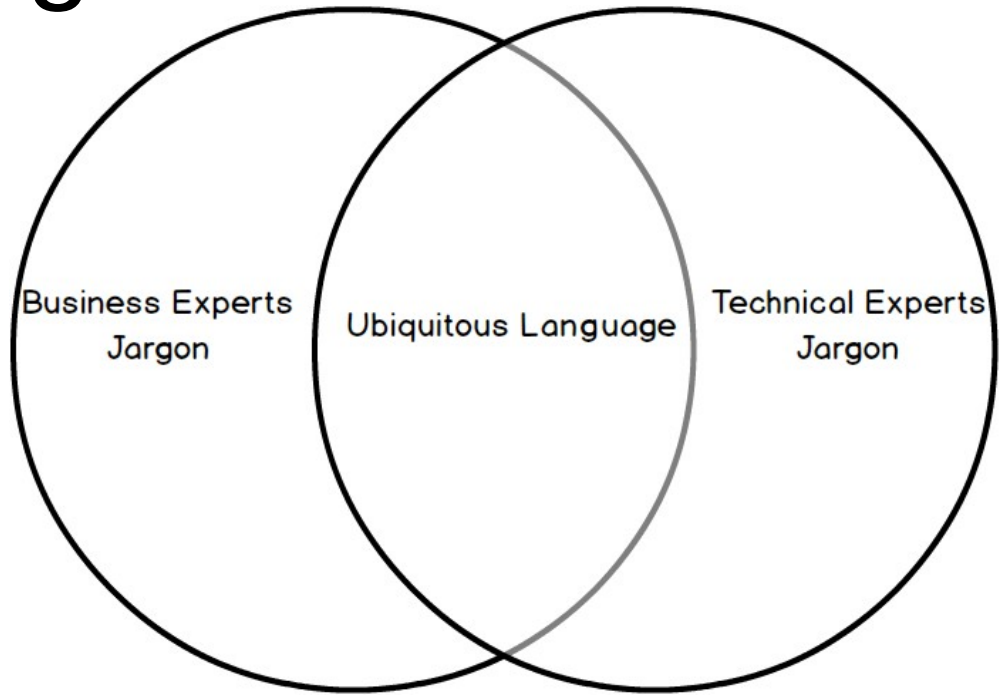 Business Experts
Jargon
Ubiquitous Language
Technical Experts
Jargon